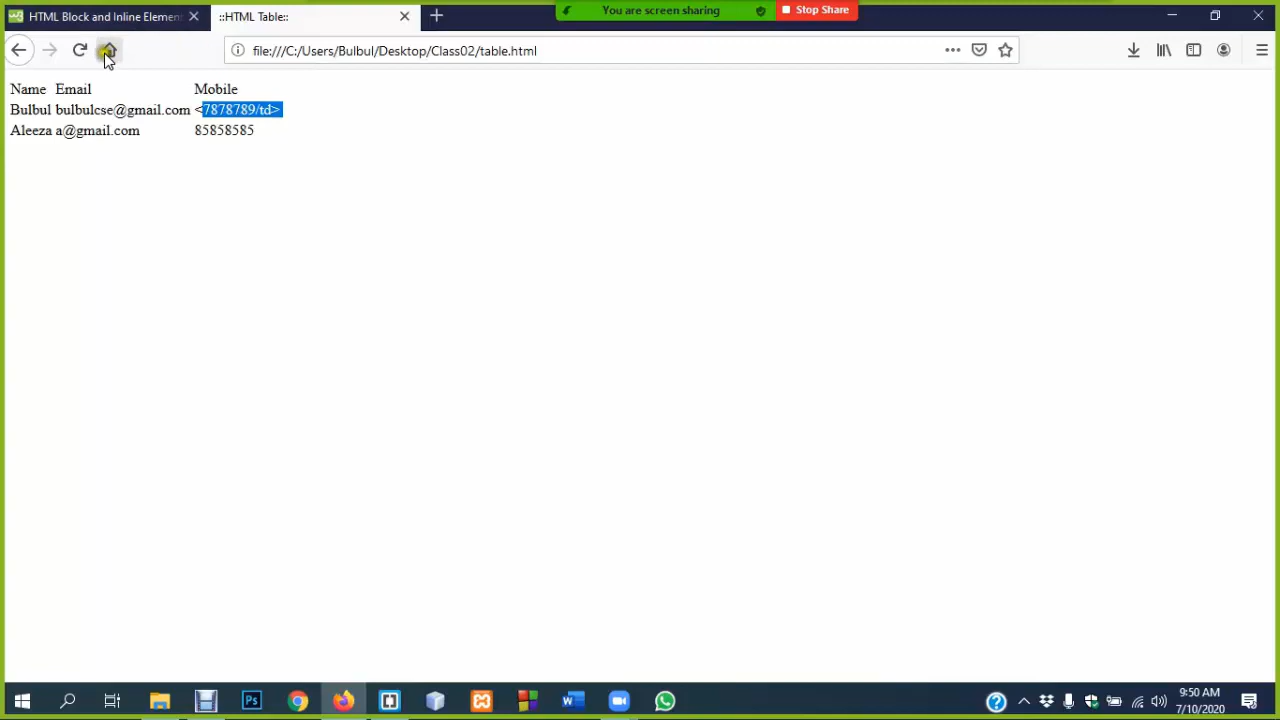 HTML Block and Inline Elemen
::HTML Table::
You are screen sharing
Stop Share
file:///C:/Users/Bulbul/Desktop/Class02/table.html
Name Email Mobile
Bulbul bulbulcse@gmail.com <7878789/td>
Aleeza a@gmail.com 85858585
Ps
9:50 AM
7/10/2020